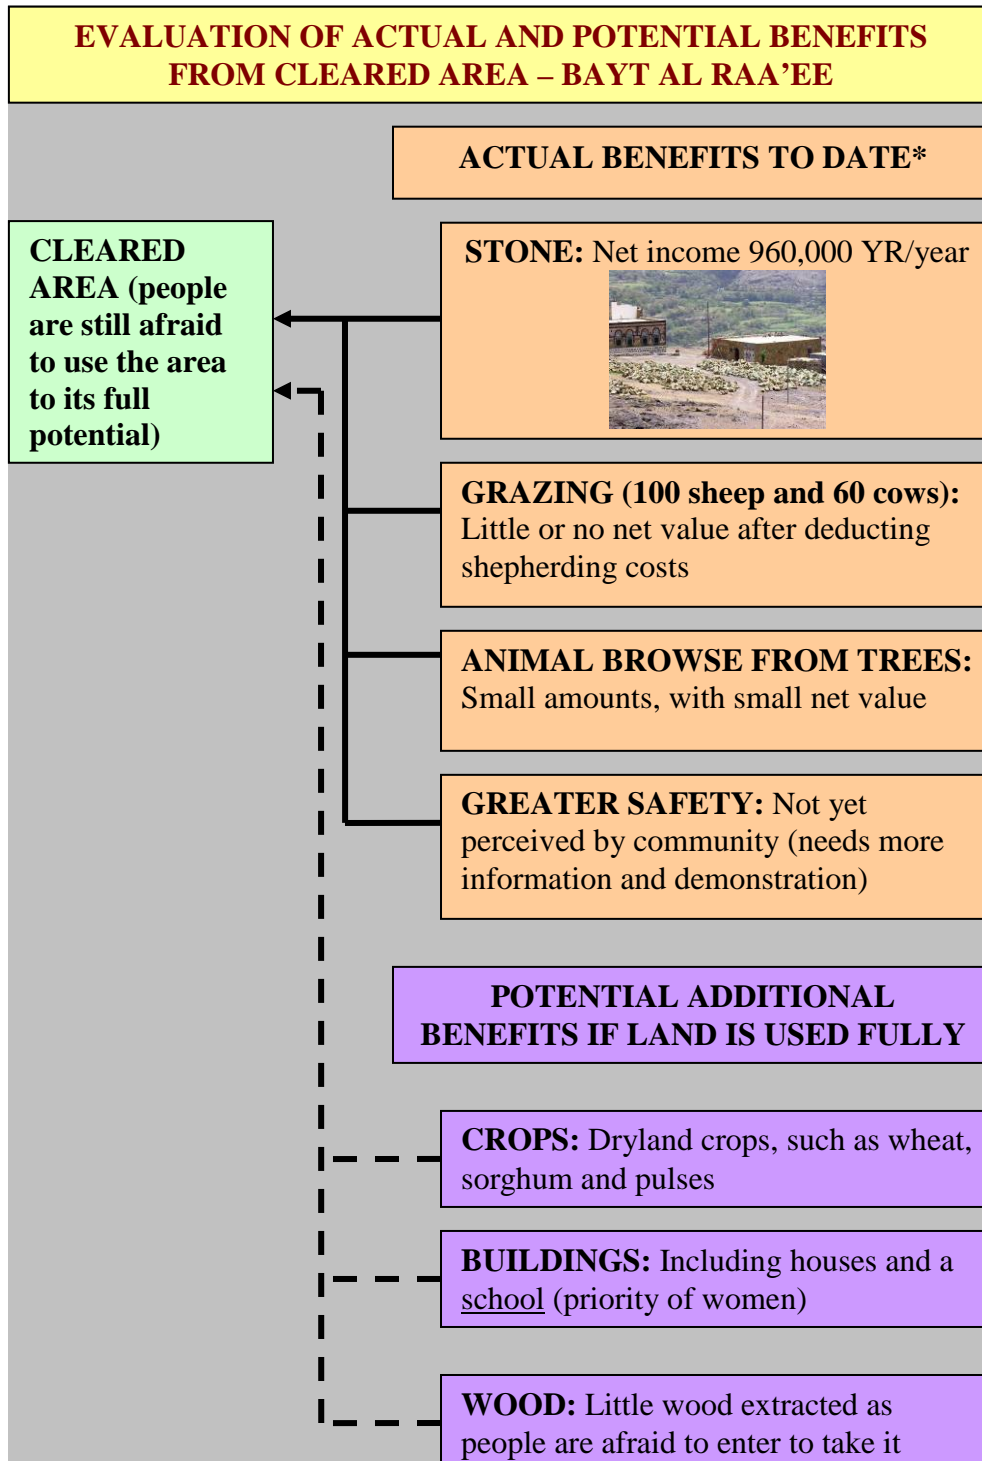 EVALUATION OF ACTUAL AND POTENTIAL BENEFITS
FROM CLEARED AREA – BAYT AL RAA’EE
ACTUAL BENEFITS TO DATE*
CLEARED
AREA (people
are still afraid
to use the area
to its full
potential)
STONE: Net income 960,000 YR/year
GRAZING (100 sheep and 60 cows):
Little or no net value after deducting
shepherding costs
ANIMAL BROWSE FROM TREES:
Small amounts, with small net value
GREATER SAFETY: Not yet
perceived by community (needs more
information and demonstration)
POTENTIAL ADDITIONAL
BENEFITS IF LAND IS USED FULLY
CROPS: Dryland crops, such as wheat,
sorghum and pulses
BUILDINGS: Including houses and a
school (priority of women)
WOOD: Little wood extracted as
people are afraid to enter to take it